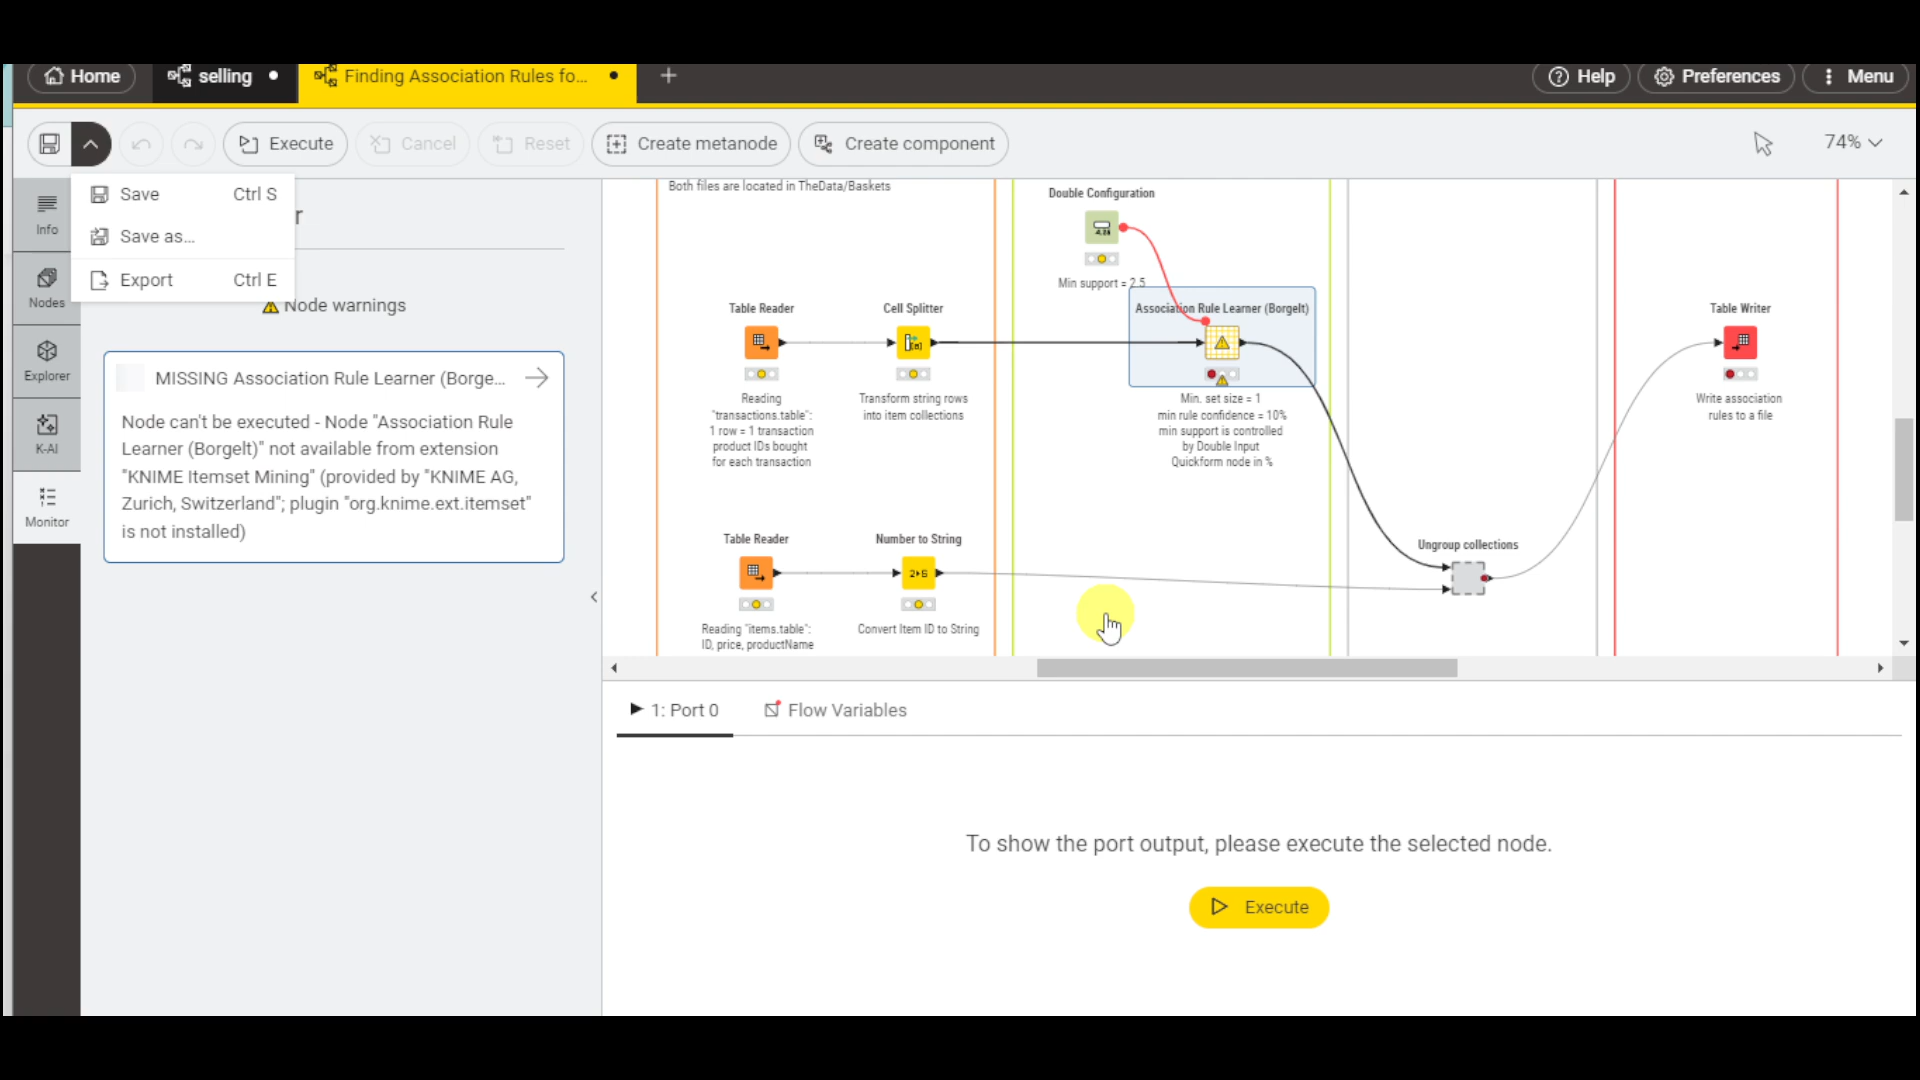 Home
selling
Finding Association Rules fo...
+
Help
Preferences
Menu
Execute
Cancel
Reset
Create metanode
Create component
74%
Save Ctrl S
Save as...
Export Ctrl E
Info
Nodes
Explorer
K-AI
Monitor
r
Node warnings
MISSING Association Rule Learner (Borge...
Node can't be executed - Node "Association Rule
Learner (Borgelt)" not available from extension
"KNIME Itemset Mining" (provided by "KNIME AG,
Zurich, Switzerland"; plugin "org.knime.ext.itemset"
is not installed)
Both files are located in TheData/Baskets
Double Configuration
Min support = 2.5
Table Reader
Cell Splitter
Association Rule Learner (Borgelt)
Table Writer
Reading
"transactions.table":
1 row = 1 transaction
product IDs bought
for each transaction
Transform string rows
into item collections
Min. set size = 1
min rule confidence = 10%
min support is controlled
by Double Input
Quickform node in %
Write association
rules to a file
Table Reader
Number to String
Ungroup collections
2▸S
Reading "items.table":
ID, price, productName
Convert Item ID to String
1: Port 0
Flow Variables
To show the port output, please execute the selected node.
Execute